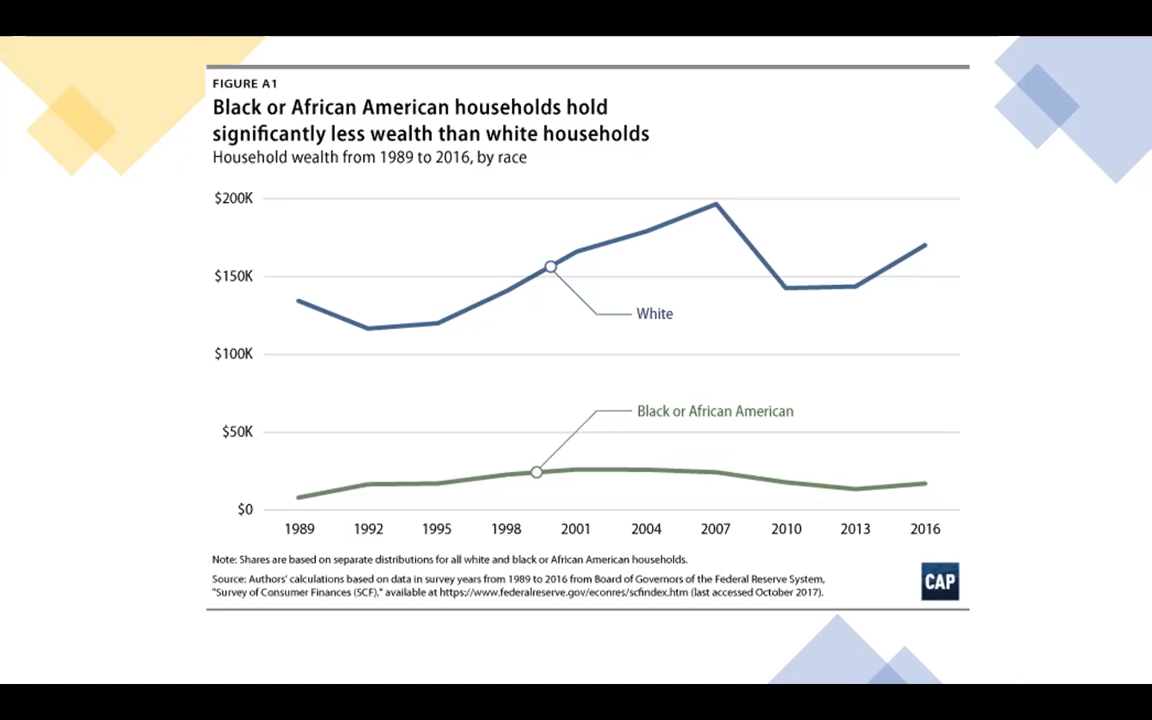 FIGURE A1
Black or African American households hold
significantly less wealth than white households
Household wealth from 1989 to 2016, by race
$200K
$150K
White
$100K
Black or African American
$50K
$0
1989 1992 1995 1998 2001 2004 2007 2010 2013 2016
Note: Shares are based on separate distributions for all white and black or African American households.
Source: Authors' calculations based on data in survey years from 1989 to 2016 from Board of Governors of the Federal Reserve System,
"Survey of Consumer Finances (SCF)," available at https://www.federalreserve.gov/econres/scfindex.htm (last accessed October 2017).
CAP